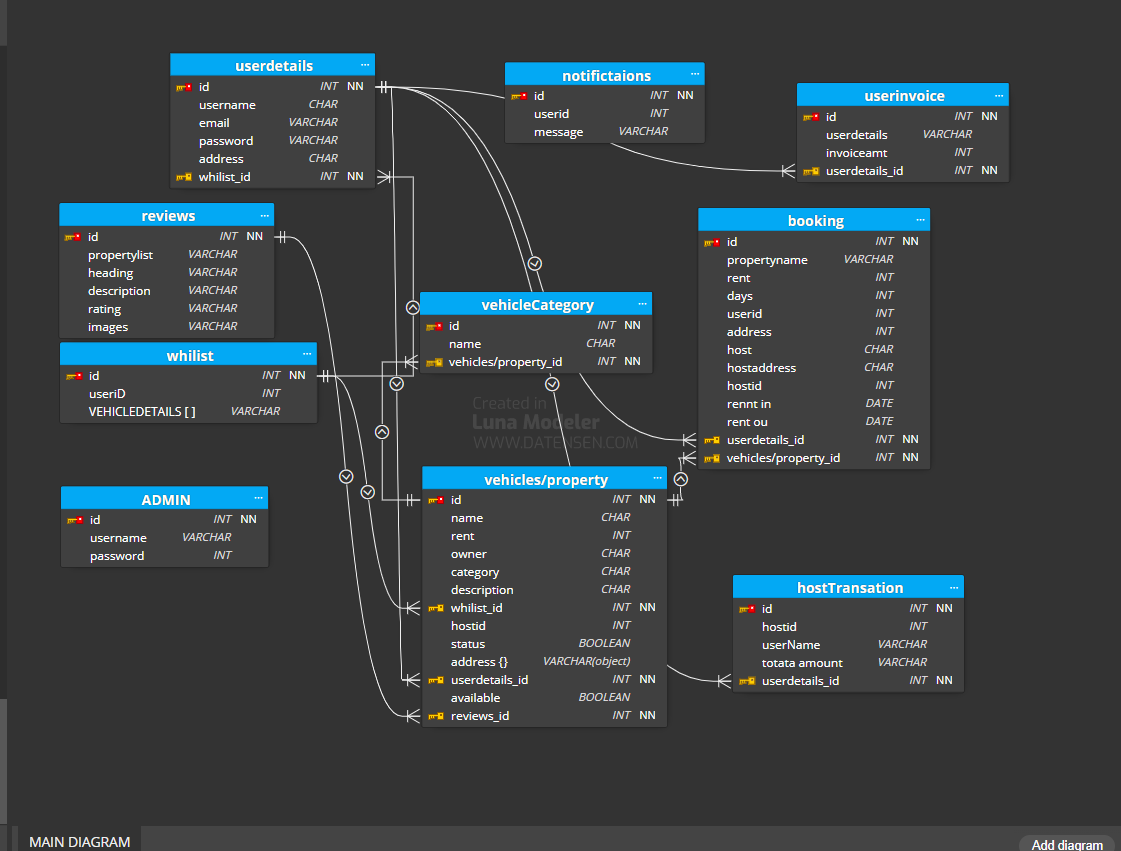 userdetails ...
id INT NN
username CHAR
email VARCHAR
password VARCHAR
address CHAR
whilist_id INT NN
notifictaions ...
id INT NN
userid INT
message VARCHAR
userinvoice ...
id INT NN
userdetails VARCHAR
invoiceamt INT
userdetails_id INT NN
reviews ...
id INT NN
propertylist VARCHAR
heading VARCHAR
description VARCHAR
rating VARCHAR
images VARCHAR
booking ...
id INT NN
propertyname VARCHAR
rent INT
days INT
userid INT
address INT
host CHAR
hostaddress CHAR
hostid INT
rennt in DATE
rent ou DATE
userdetails_id INT NN
vehicles/property_id INT NN
vehicleCategory ...
id INT NN
name CHAR
vehicles/property_id INT NN
whilist ...
id INT NN
useriD INT
VEHICLEDETAILS [ ] VARCHAR
Created in
Luna Modeler
WWW.DATENSEN.COM
ADMIN ...
id INT NN
username VARCHAR
password INT
vehicles/property ...
id INT NN
name CHAR
rent INT
owner CHAR
category CHAR
description CHAR
whilist_id INT NN
hostid INT
status BOOLEAN
address {} VARCHAR(object)
userdetails_id INT NN
available BOOLEAN
reviews_id INT NN
hostTransation ...
id INT NN
hostid INT
userName VARCHAR
totata amount VARCHAR
userdetails_id INT NN
MAIN DIAGRAM
Add diagram